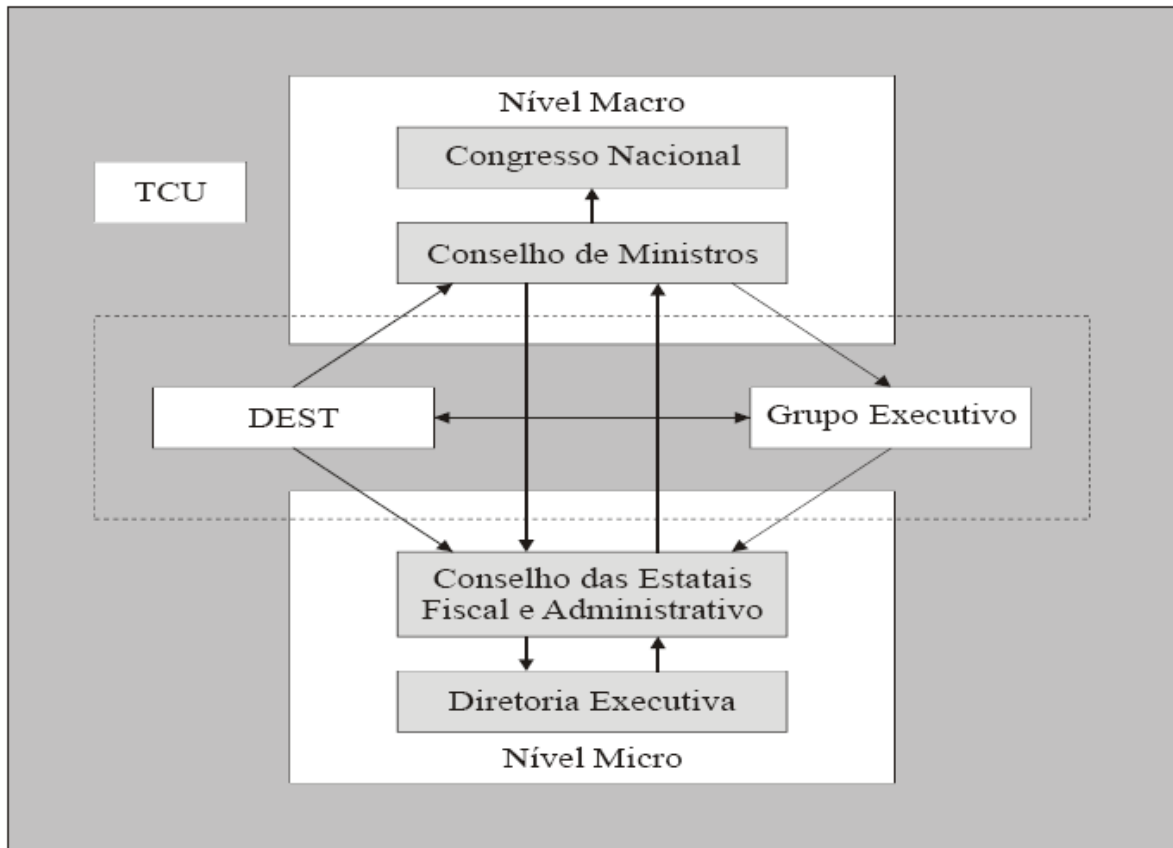 Nível Macro
Congresso Nacional
TCU
Conselho de Ministros
DEST
Grupo Executivo
Conselho das Estatais
Fiscal e Administrativo
Diretoria Executiva
Nível Micro